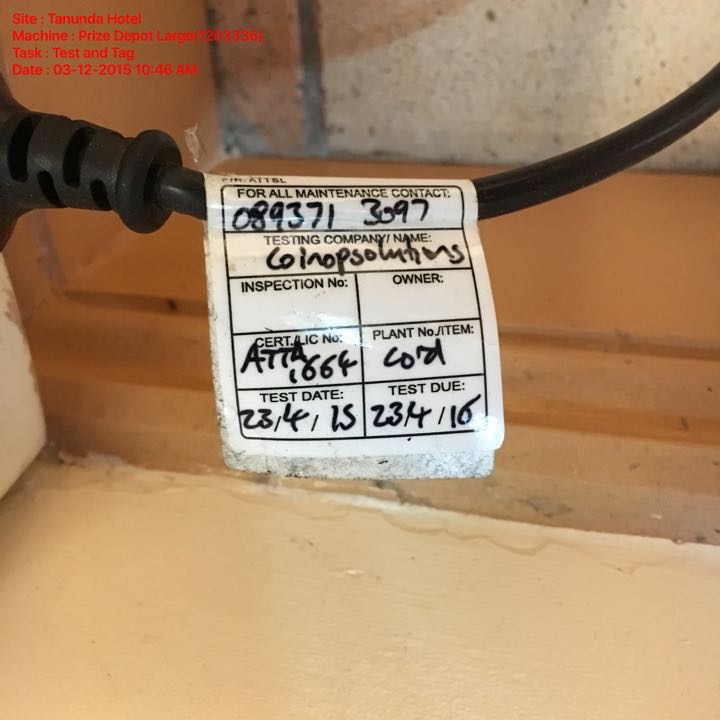 Site : Tanunda Hotel
Machine : Prize Depot Large(1203336)
Task : Test and Tag
Date : 03-12-2015 10:46 AM
P/N: ATTSL
FOR ALL MAINTENANCE CONTACT:
089371 3097
TESTING COMPANY/NAME:
Coinopsolutions
INSPECTION No: OWNER:
CERT./LIC No: PLANT No./ITEM:
ATTA Cord
1664
TEST DATE: TEST DUE:
23/4/15 23/4/16